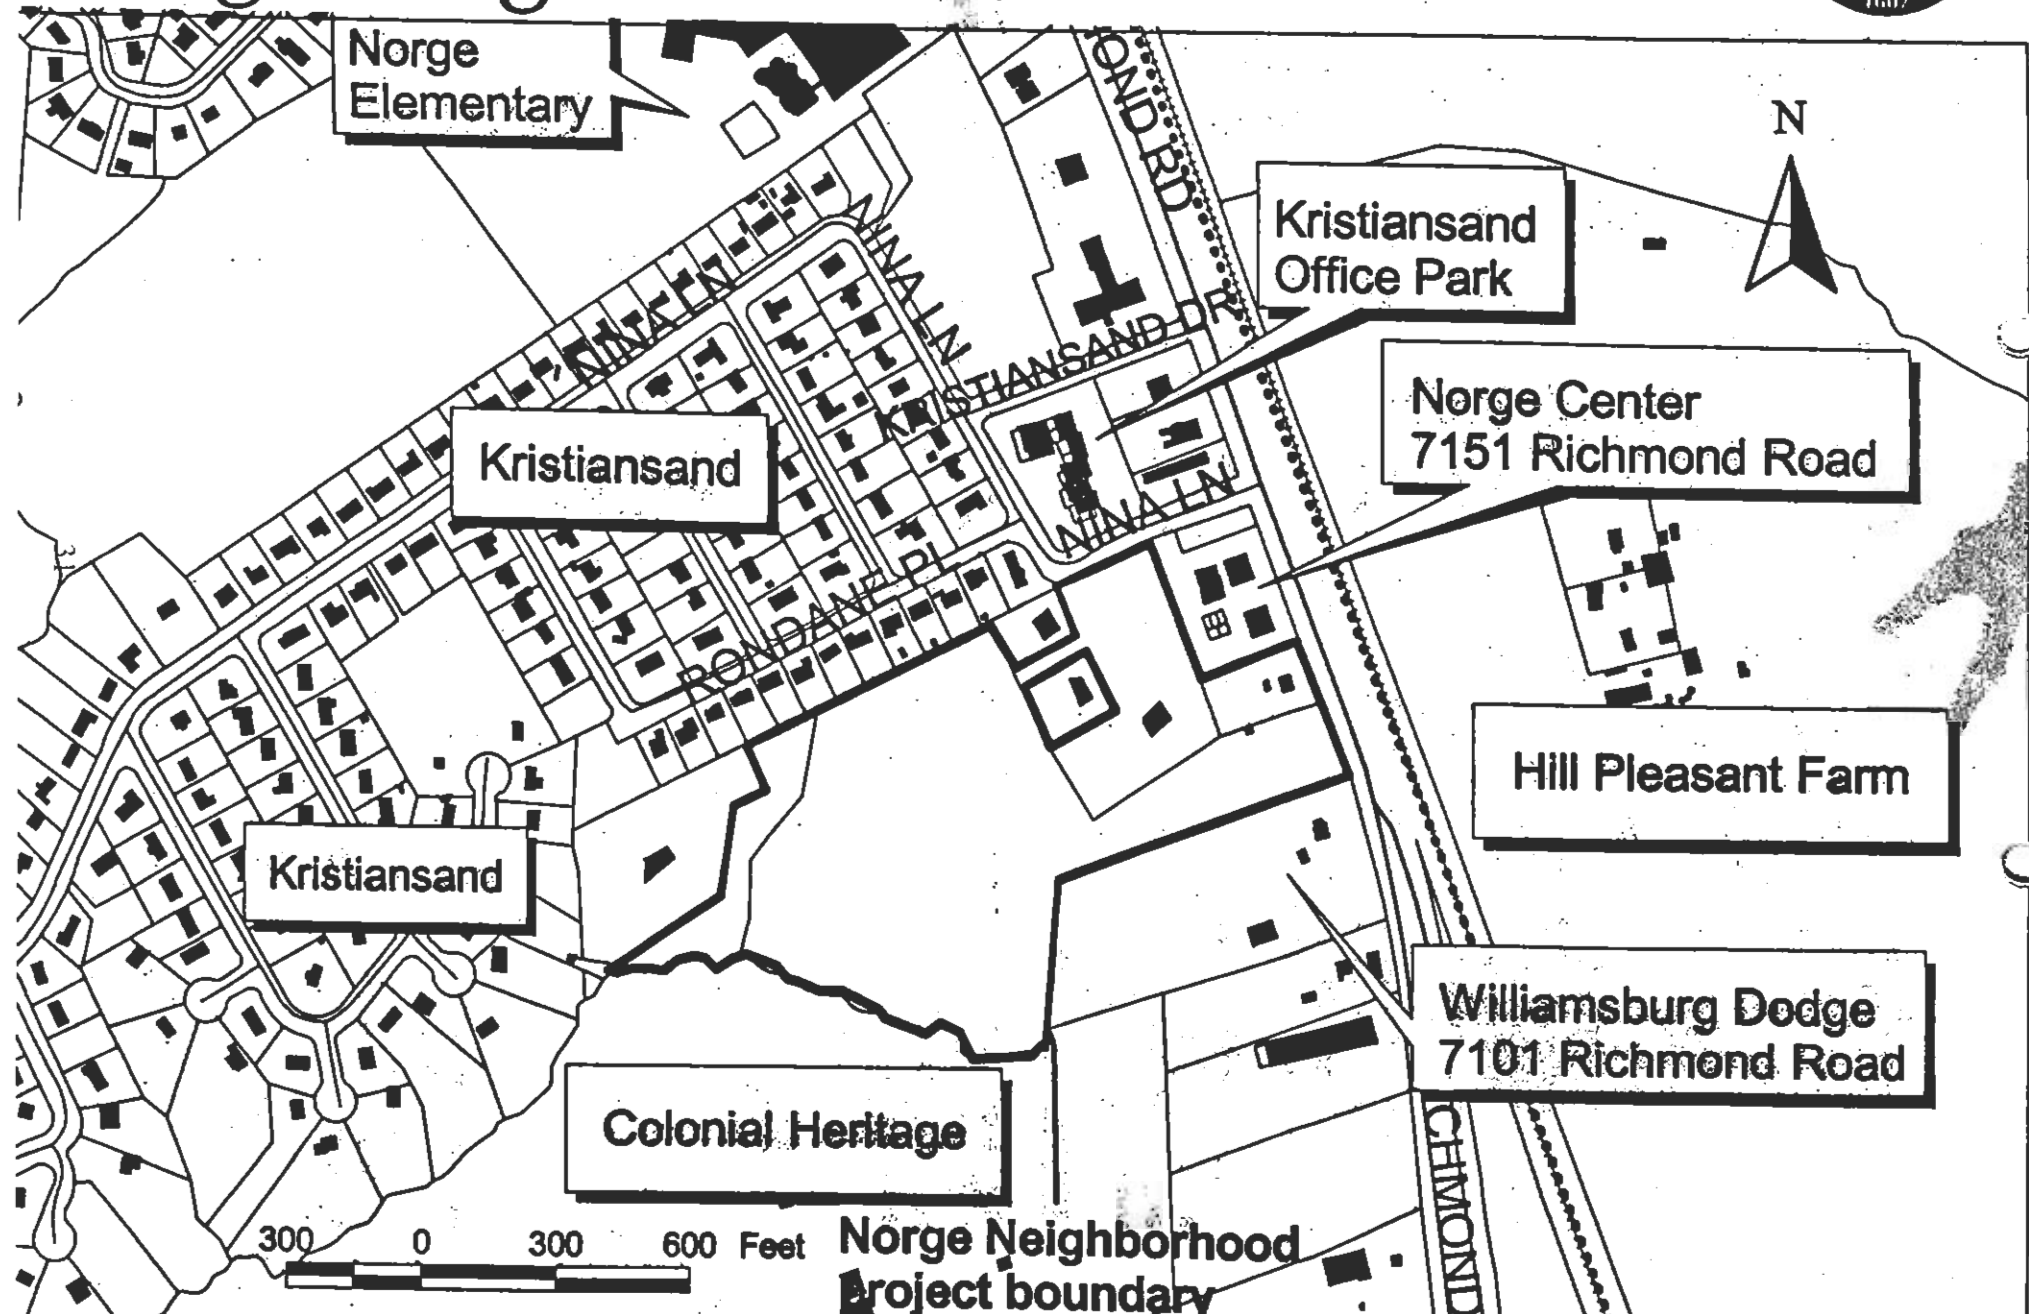 Norge
Elementary
OND RD
N
Kristiansand
Office Park
NINA LN
NINA LN
KRISTIANSAND DR
Norge Center
7151 Richmond Road
Kristiansand
NINA LN
RONDANE PL
Hill Pleasant Farm
Kristiansand
Williamsburg Dodge
7101 Richmond Road
Colonial Heritage
CHMOND
300 0 300 600 Feet
Norge Neighborhood
project boundary